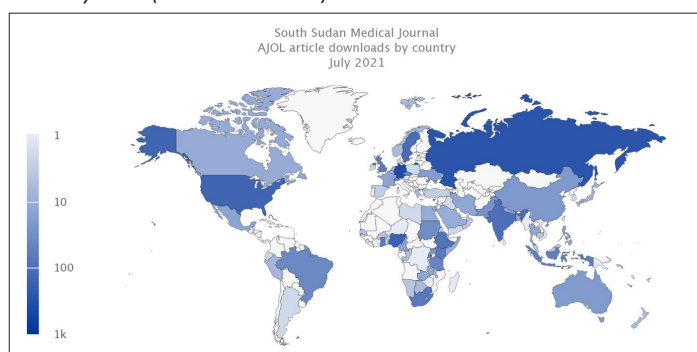 South Sudan Medical Journal
AJOL article downloads by country
July 2021
1
10
100
1k